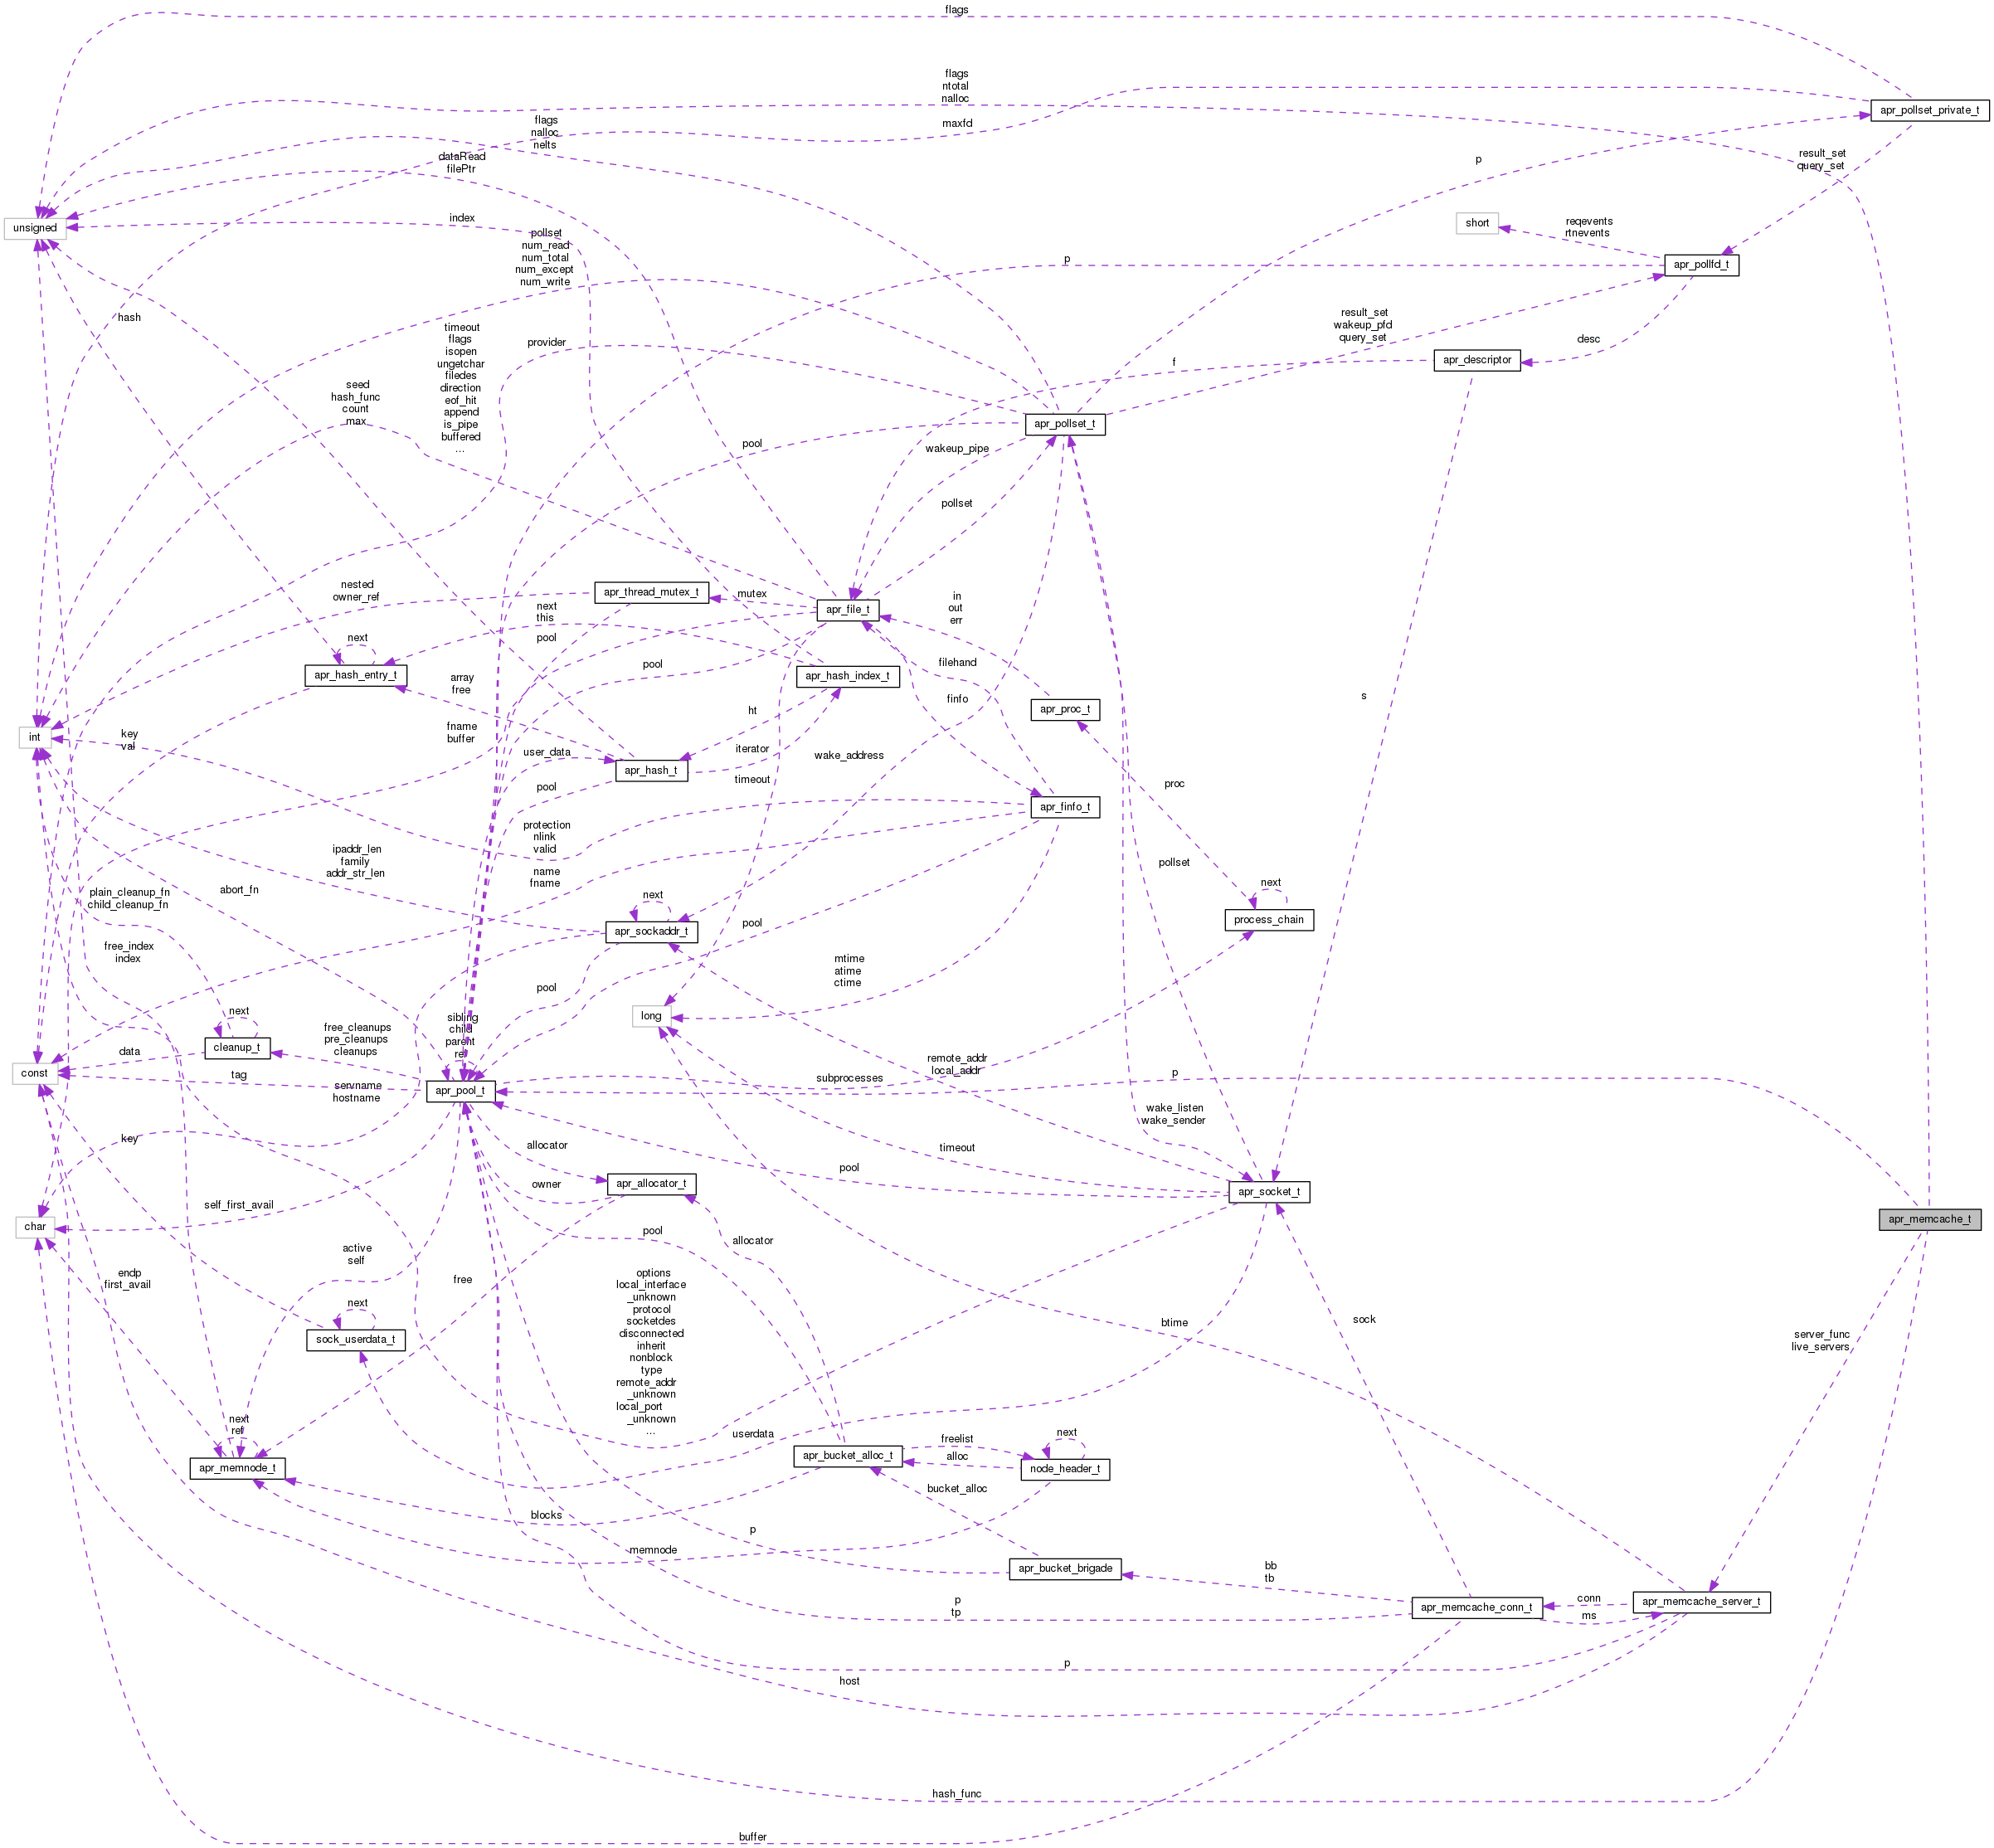 flags
flags
ntotal
nalloc
apr_pollset_private_t
maxfd
flags
nalloc
nelts
dataRead
filePtr
p
result_set
query_set
unsigned
index
short
reqevents
rtnevents
pollset
num_read
num_total
num_except
num_write
p
apr_pollfd_t
hash
timeout
flags
isopen
ungetchar
filedes
direction
eof_hit
append
is_pipe
buffered
...
provider
result_set
wakeup_pfd
query_set
desc
f
apr_descriptor
seed
hash_func
count
max
apr_pollset_t
pool
wakeup_pipe
pollset
nested
owner_ref
apr_thread_mutex_t
mutex
apr_file_t
in
out
err
next
this
next
pool
apr_hash_entry_t
pool
filehand
array
free
apr_hash_index_t
finfo
s
ht
apr_proc_t
fname
buffer
key
val
int
user_data
iterator
wake_address
apr_hash_t
timeout
pool
proc
apr_finfo_t
protection
nlink
valid
ipaddr_len
family
addr_str_len
name
fname
pollset
plain_cleanup_fn
child_cleanup_fn
abort_fn
next
next
apr_sockaddr_t
pool
process_chain
free_index
index
mtime
atime
ctime
pool
next
sibling
child
parent
ref
long
free_cleanups
pre_cleanups
cleanups
cleanup_t
data
const
tag
remote_addr
local_addr
subprocesses
p
servname
hostname
apr_pool_t
wake_listen
wake_sender
key
allocator
timeout
pool
owner
apr_allocator_t
apr_socket_t
self_first_avail
char
apr_memcache_t
pool
allocator
active
self
endp
first_avail
free
options
local_interface
_unknown
protocol
socketdes
disconnected
inherit
nonblock
type
remote_addr
_unknown
local_port
_unknown
...
next
sock_userdata_t
sock
btime
server_func
live_servers
next
ref
userdata
freelist
next
apr_bucket_alloc_t
alloc
apr_memnode_t
node_header_t
bucket_alloc
blocks
p
memnode
apr_bucket_brigade
bb
tb
p
tp
apr_memcache_conn_t
conn
ms
apr_memcache_server_t
p
host
hash_func
buffer